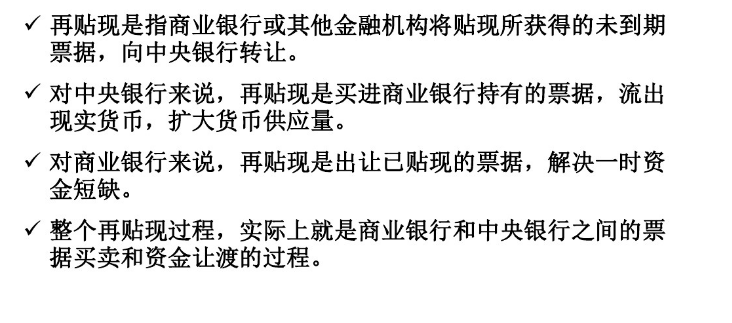 ✓ 再贴现是指商业银行或其他金融机构将贴现所获得的未到期
票据，向中央银行转让。
✓ 对中央银行来说，再贴现是买进商业银行持有的票据，流出
现实货币，扩大货币供应量。
✓ 对商业银行来说，再贴现是出让已贴现的票据，解决一时资
金短缺。
✓ 整个再贴现过程，实际上就是商业银行和中央银行之间的票
据买卖和资金让渡的过程。